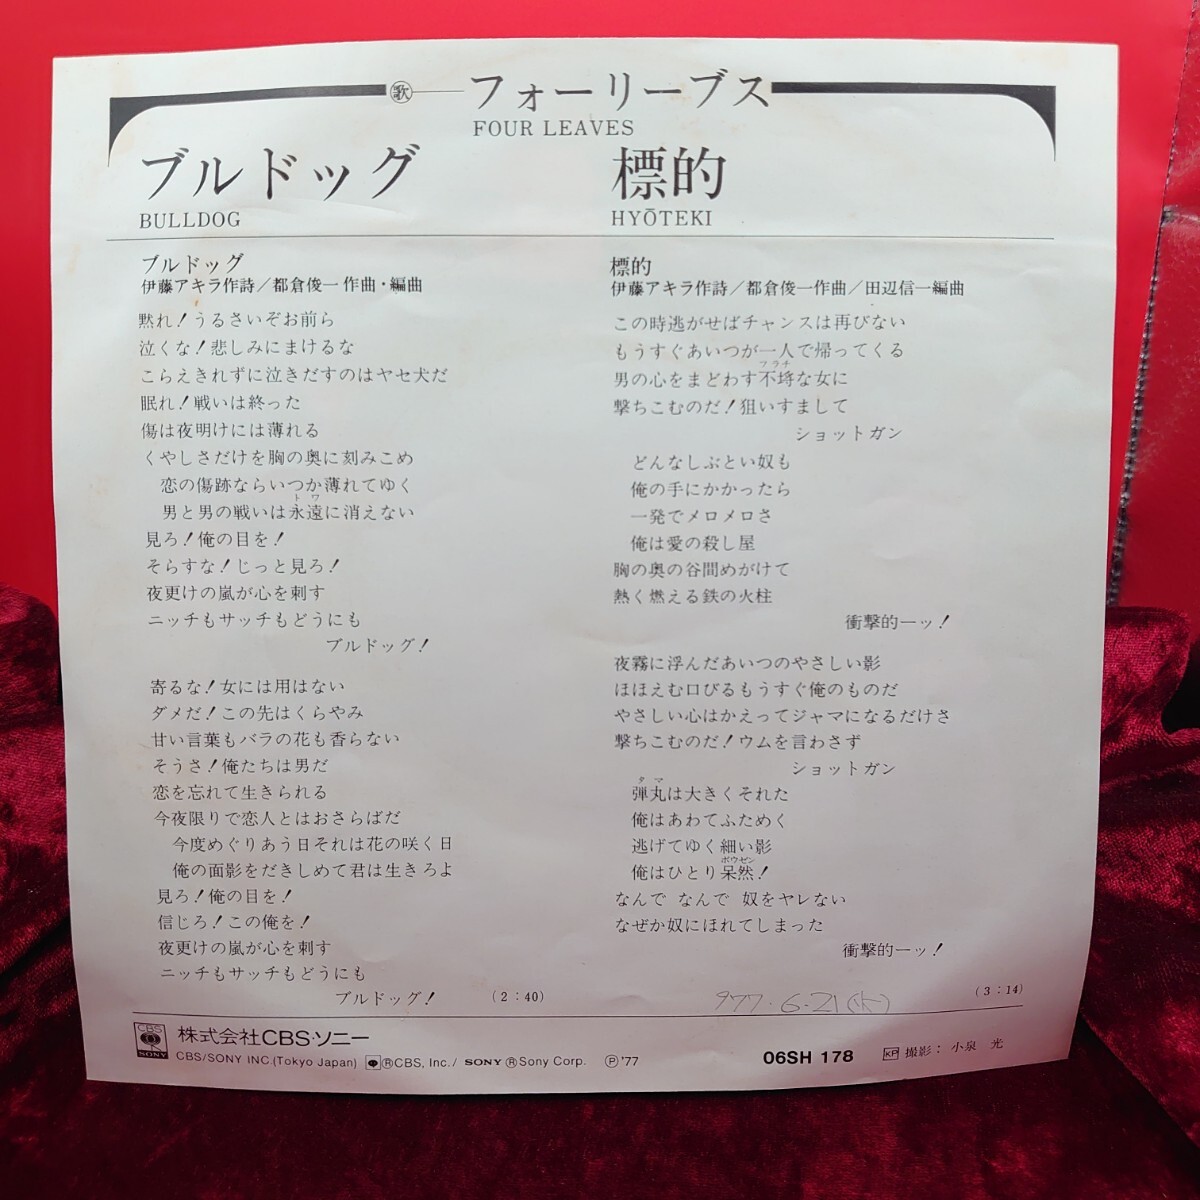 歌 フォーリーブス
FOUR LEAVES
ブルドッグ
BULLDOG
ブルドッグ
伊藤アキラ作詩/都倉俊一作曲・編曲
黙れ!うるさいぞお前ら
泣くな!悲しみにまけるな
こらえきれずに泣きだすのはヤセ犬だ
眠れ!戦いは終った
傷は夜明けには薄れる
くやしさだけを胸の奥に刻みこめ
恋の傷跡ならいつか薄れてゆく
トワ
男と男の戦いは永遠に消えない
見ろ!俺の目を!
そらすな!じっと見ろ!
夜更けの嵐が心を刺す
ニッチもサッチもどうにも
ブルドッグ!
寄るな!女には用はない
ダメだ!この先はくらやみ
甘い言葉もバラの花も香らない
そうさ!俺たちは男だ
恋を忘れて生きられる
今夜限りで恋人とはおさらばだ
今度めぐりあう日それは花の咲く日
俺の面影をだきしめて君は生きろよ
見ろ!俺の目を!
信じろ!この俺を!
夜更けの嵐が心を刺す
ニッチもサッチもどうにも
ブルドッグ!
(2:40)
標的
HYŌTEKI
標的
伊藤アキラ作詩/都倉俊一作曲/田辺信一編曲
この時逃がせばチャンスは再びない
もうすぐあいつが一人で帰ってくる
フラチ
男の心をまどわす不埒な女に
撃ちこむのだ!狙いすまして
ショットガン
どんなしぶとい奴も
俺の手にかかったら
一発でメロメロさ
俺は愛の殺し屋
胸の奥の谷間めがけて
熱く燃える鉄の火柱
衝撃的ーッ!
夜霧に浮んだあいつのやさしい影
ほほえむ口びるもうすぐ俺のものだ
やさしい心はかえってジャマになるだけさ
撃ちこむのだ!ウムを言わさず
ショットガン
タマ
弾丸は大きくそれた
俺はあわてふためく
逃げてゆく細い影
ボウゼン
俺はひとり呆然!
なんで なんで 奴をヤレない
なぜか奴にほれてしまった
衝撃的ーッ!
(3:14)
977.6.21(水)
CBS
SONY
株式会社CBS・ソニー
CBS/SONY INC.(Tokyo Japan) ®CBS, Inc./ SONY ®Sony Corp. ℗'77
06SH 178
KP 撮影:小泉 光